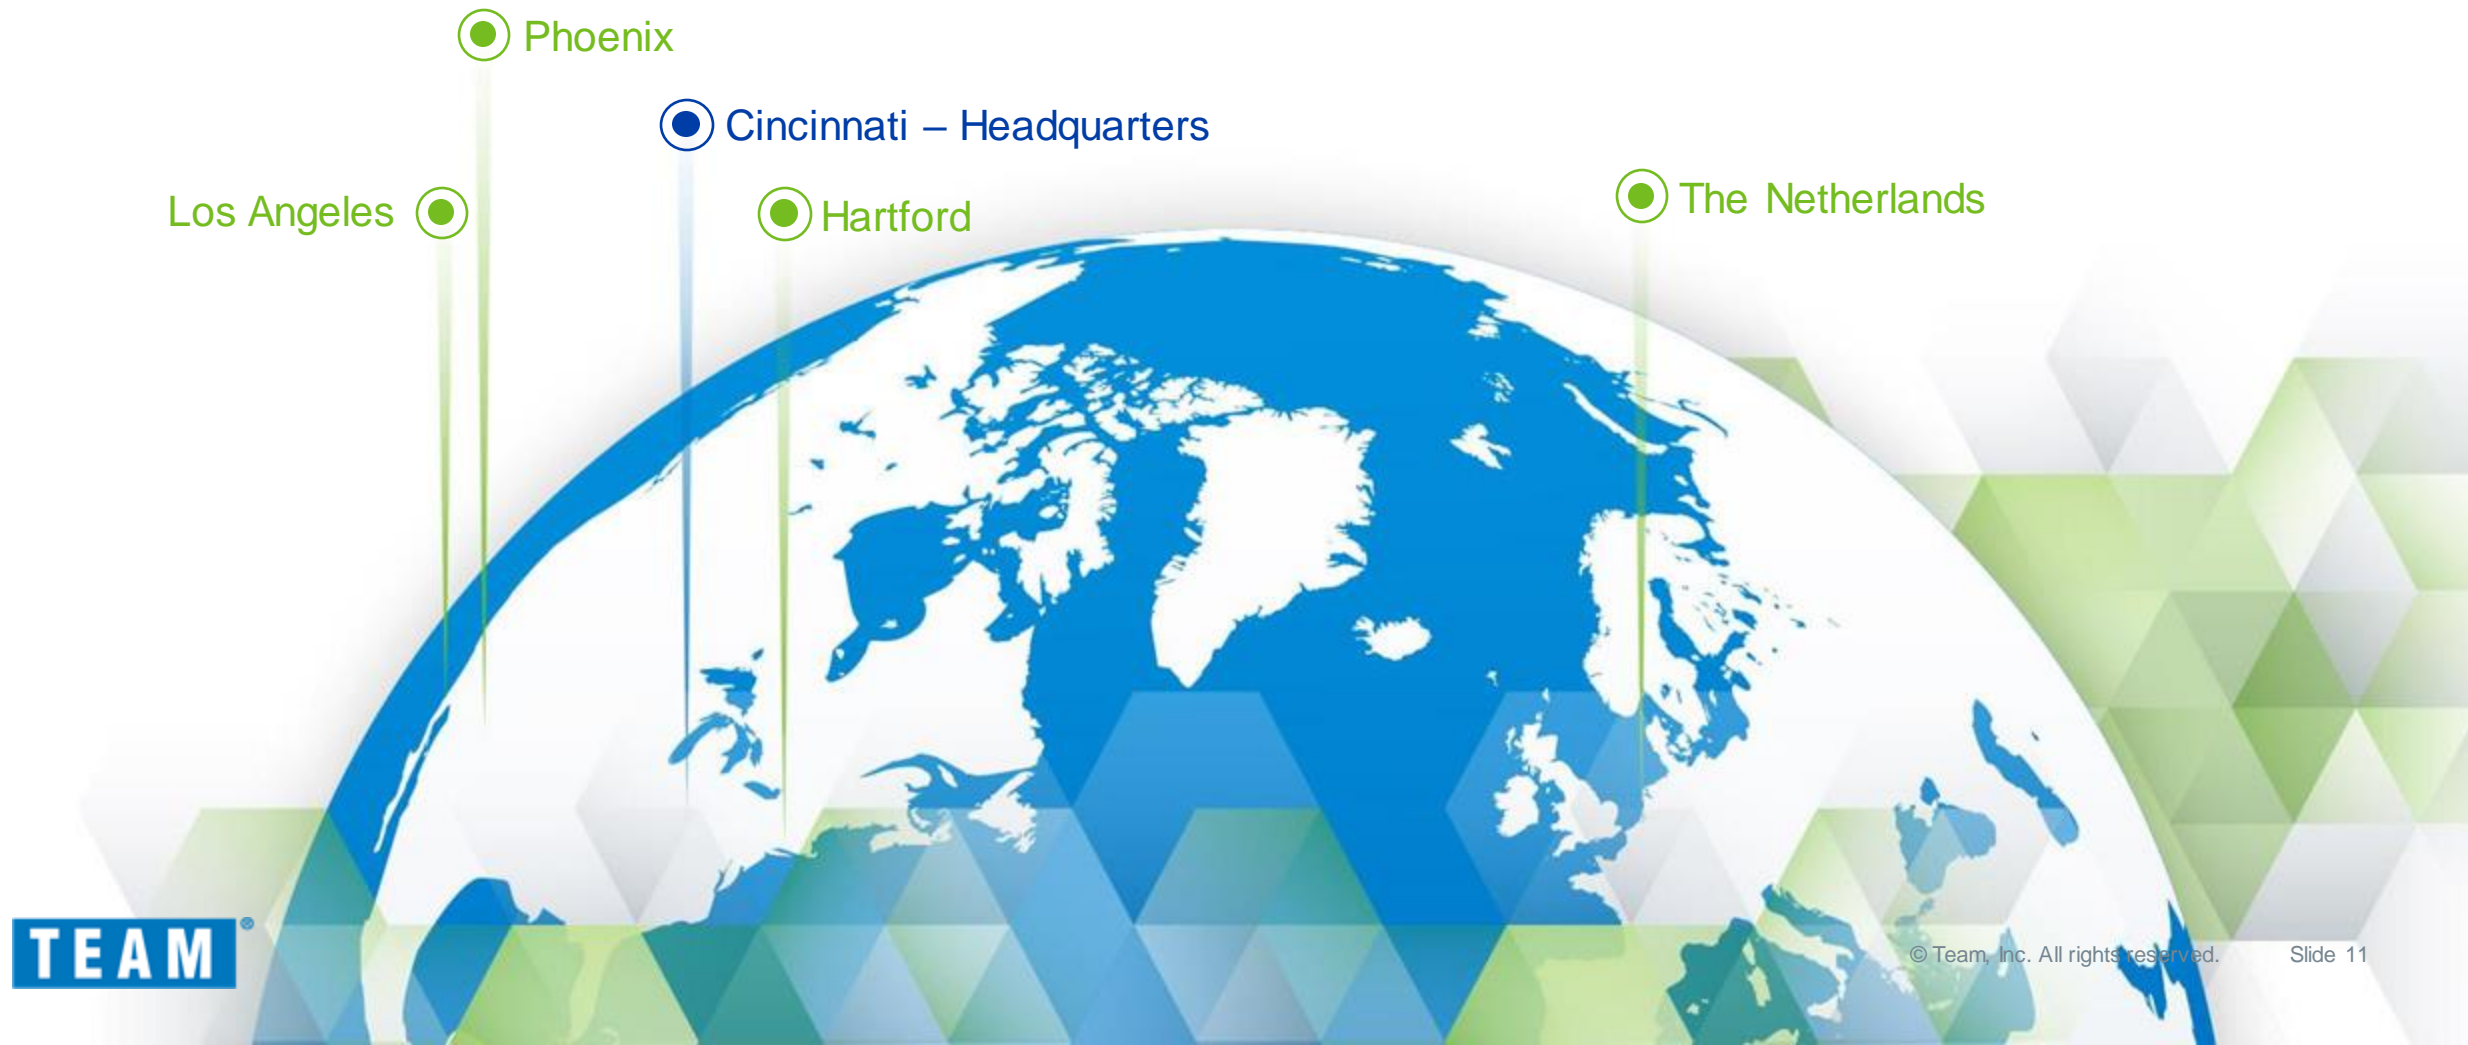 Phoenix
Cincinnati – Headquarters
Los Angeles
Hartford
The Netherlands
TEAM®
© Team, Inc. All rights reserved.
Slide 11